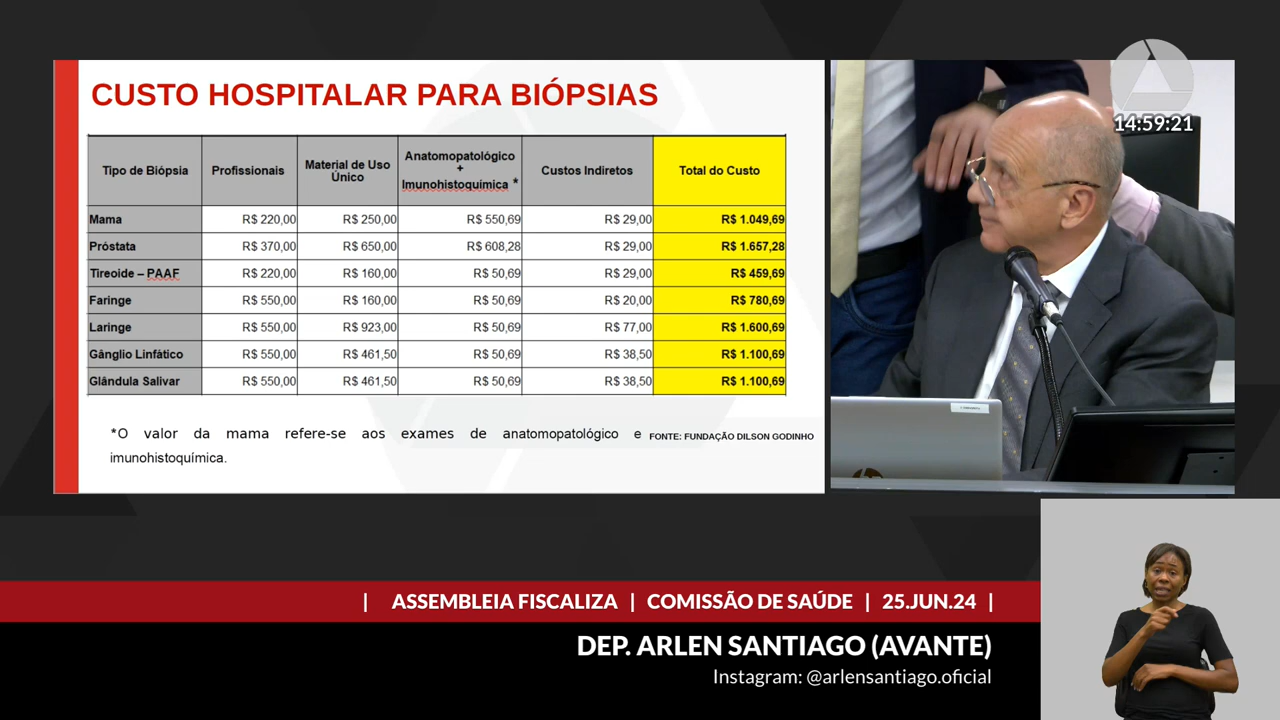 14:59:21
CUSTO HOSPITALAR PARA BIÓPSIAS
Tipo de Biópsia Profissionais Material de Uso Único Anatomopatológico + Imunohistoquímica * Custos Indiretos Total do Custo
Mama R$ 220,00 R$ 250,00 R$ 550,69 R$ 29,00 R$ 1.049,69
Próstata R$ 370,00 R$ 650,00 R$ 608,28 R$ 29,00 R$ 1.657,28
Tireoide – PAAF R$ 220,00 R$ 160,00 R$ 50,69 R$ 29,00 R$ 459,69
Faringe R$ 550,00 R$ 160,00 R$ 50,69 R$ 20,00 R$ 780,69
Laringe R$ 550,00 R$ 923,00 R$ 50,69 R$ 77,00 R$ 1.600,69
Gânglio Linfático R$ 550,00 R$ 461,50 R$ 50,69 R$ 38,50 R$ 1.100,69
Glândula Salivar R$ 550,00 R$ 461,50 R$ 50,69 R$ 38,50 R$ 1.100,69
*O valor da mama refere-se aos exames de anatomopatológico e
imunohistoquímica.
FONTE: FUNDAÇÃO DILSON GODINHO
| ASSEMBLEIA FISCALIZA | COMISSÃO DE SAÚDE | 25.JUN.24 |
DEP. ARLEN SANTIAGO (AVANTE)
Instagram: @arlensantiago.oficial